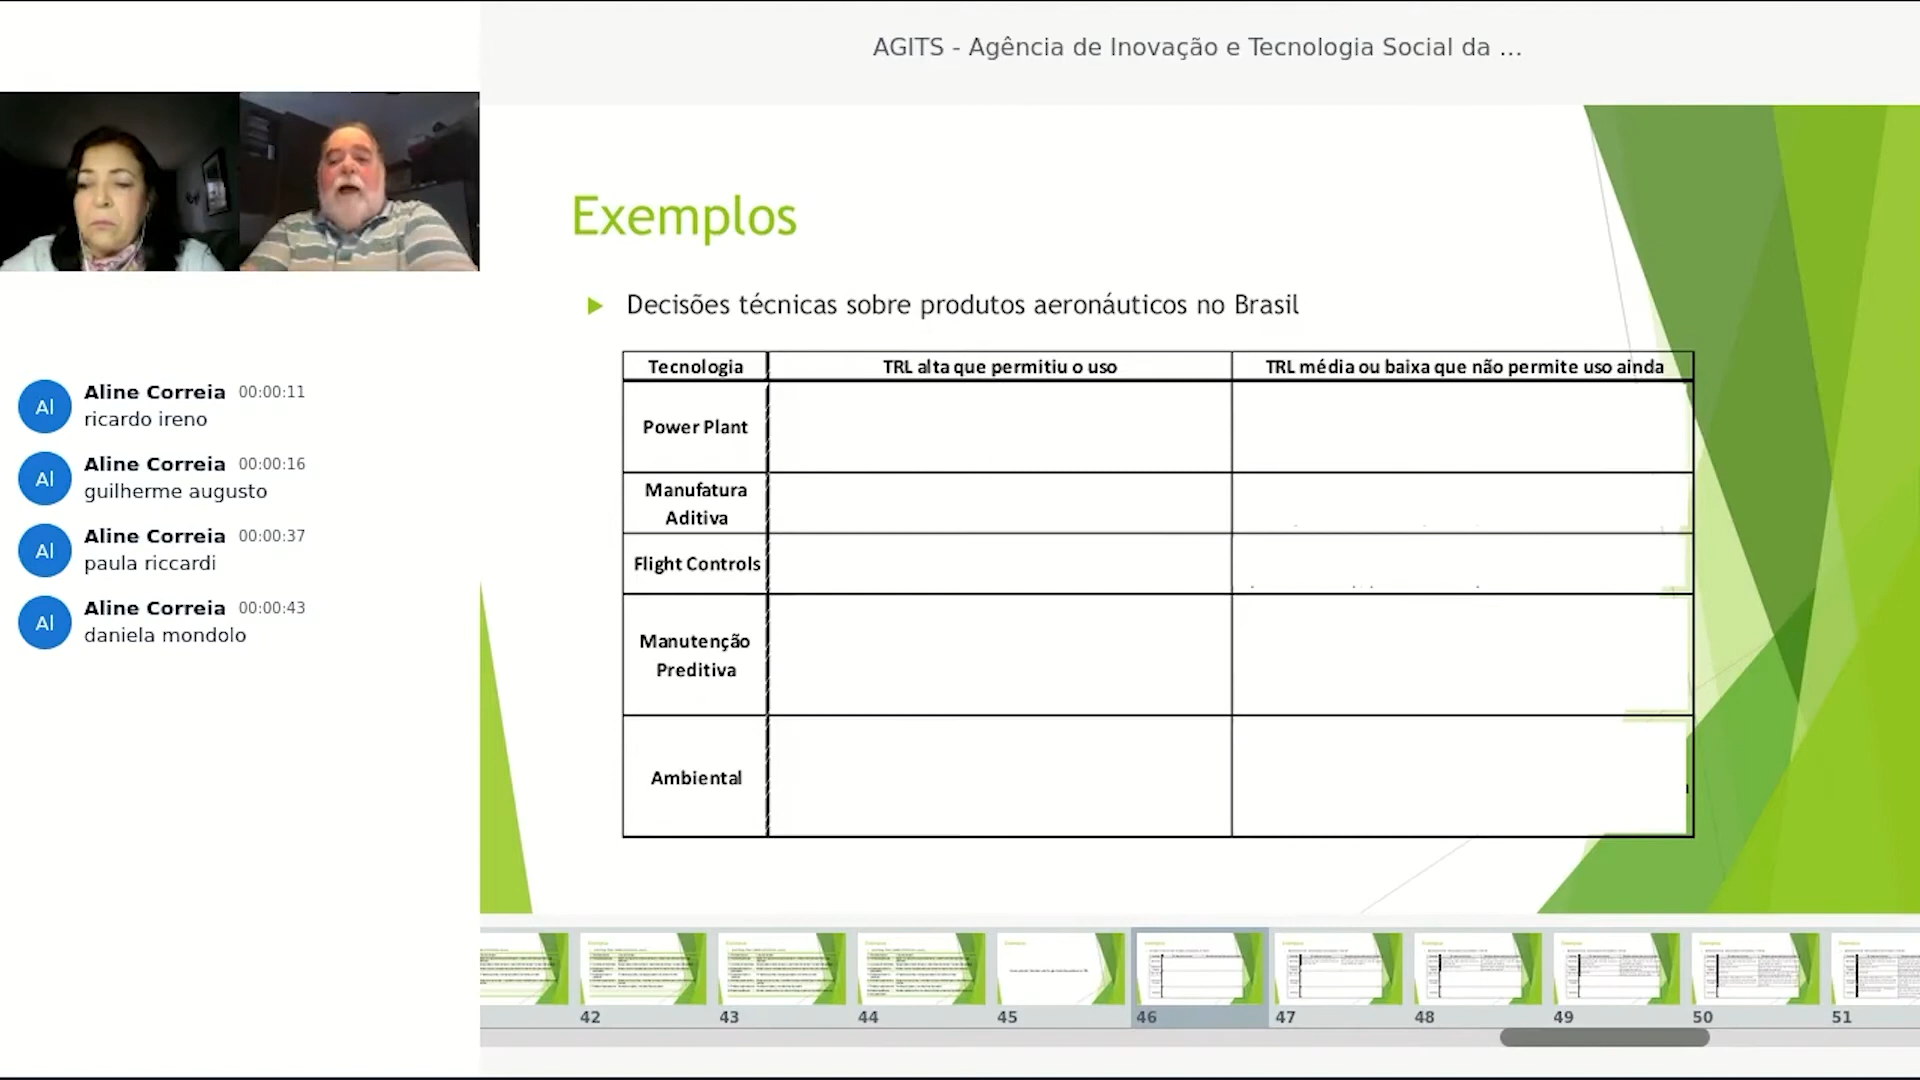 AGITS - Agência de Inovação e Tecnologia Social da ...
Al
Aline Correia 00:00:11
ricardo ireno
Al
Aline Correia 00:00:16
guilherme augusto
Al
Aline Correia 00:00:37
paula riccardi
Al
Aline Correia 00:00:43
daniela mondolo
Exemplos
Decisões técnicas sobre produtos aeronáuticos no Brasil
Tecnologia
TRL alta que permitiu o uso
TRL média ou baixa que não permite uso ainda
Power Plant
Manufatura
Aditiva
Flight Controls
Manutenção
Preditiva
Ambiental
42
43
44
45
46
47
48
49
50
51